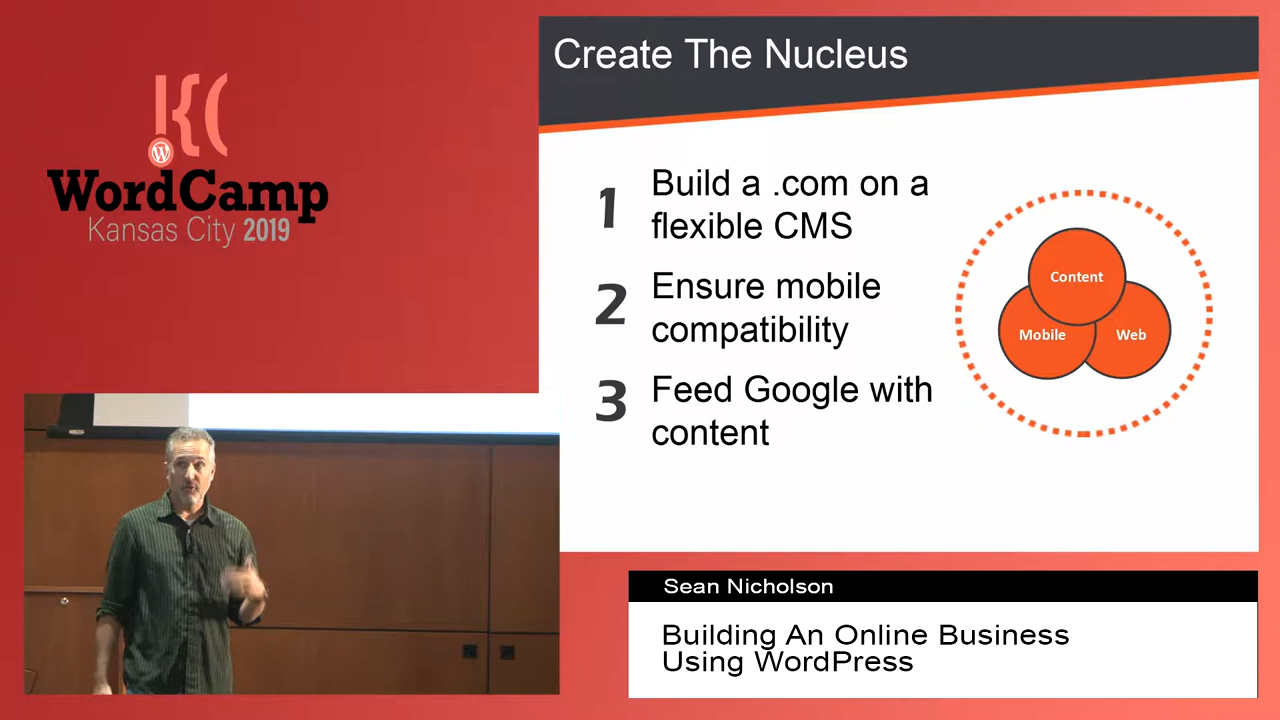 KC
WordCamp
Kansas City 2019
Create The Nucleus
1 Build a .com on a
flexible CMS
2 Ensure mobile
compatibility
3 Feed Google with
content
Content
Mobile Web
Sean Nicholson
Building An Online Business
Using WordPress